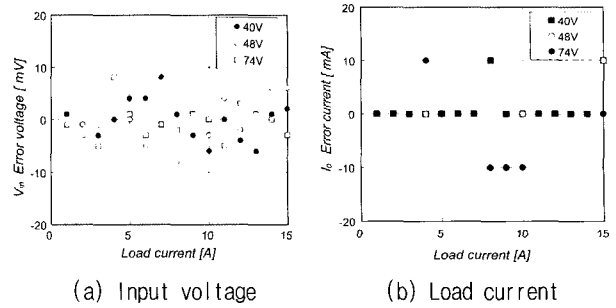 20
10
0
-10
-20
0
5
10
15
V_in Error voltage [ mV]
Load current [A]
40V
48V
74V
(a) Input voltage
20
10
0
-10
-20
0
5
10
15
I_o Error current [ mA]
Load current [A]
40V
48V
74V
(b) Load current